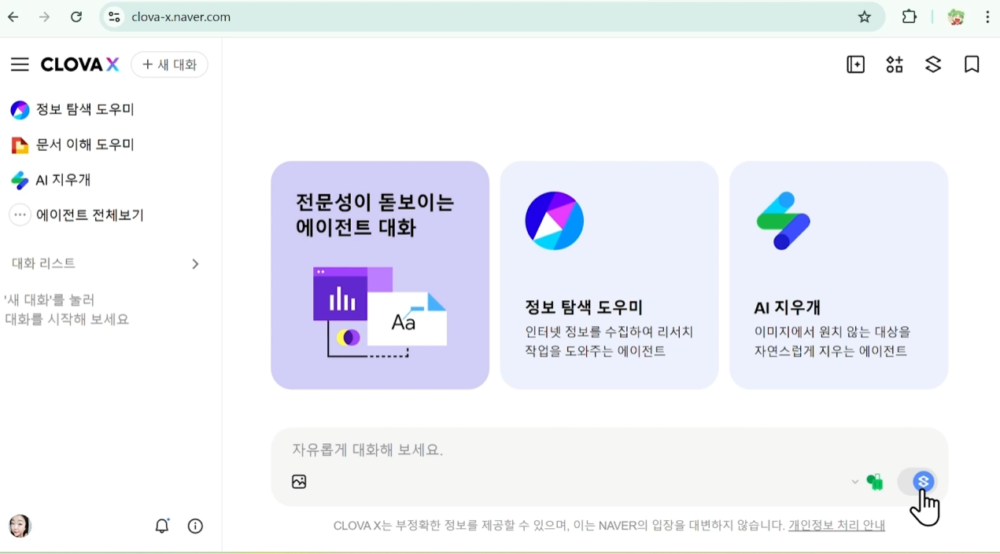 clova-x.naver.com
CLOVA X
+ 새 대화
정보 탐색 도우미
문서 이해 도우미
AI 지우개
에이전트 전체보기
대화 리스트
'새 대화'를 눌러
대화를 시작해 보세요
전문성이 돋보이는
에이전트 대화
Aa
정보 탐색 도우미
인터넷 정보를 수집하여 리서치
작업을 도와주는 에이전트
AI 지우개
이미지에서 원치 않는 대상을
자연스럽게 지우는 에이전트
자유롭게 대화해 보세요.
CLOVA X는 부정확한 정보를 제공할 수 있으며, 이는 NAVER의 입장을 대변하지 않습니다. 개인정보 처리 안내